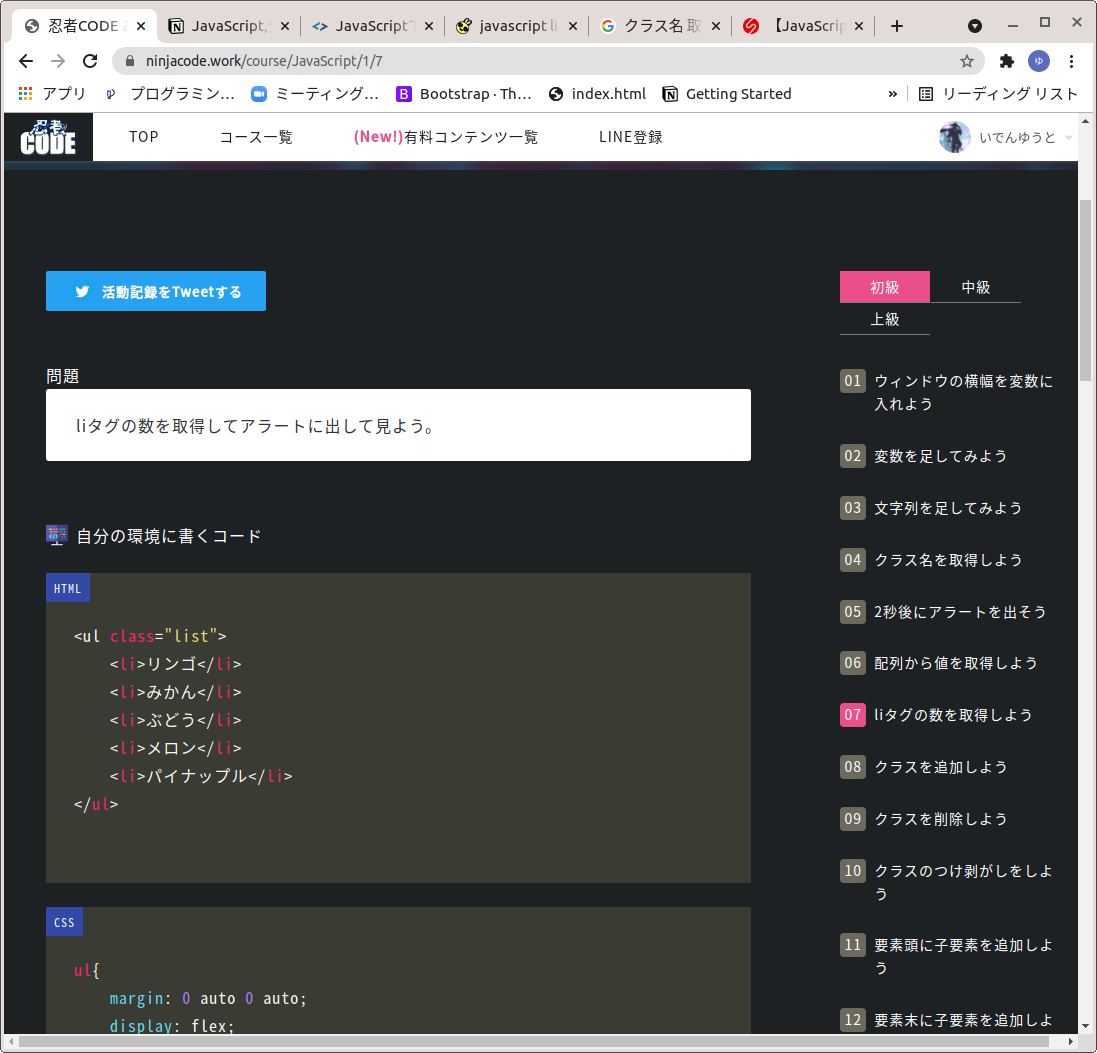 忍者CODE
JavaScript,
JavaScriptで
javascript li
クラス名 取
【JavaScrip
ninjacode.work/course/JavaScript/1/7
ゆ
アプリ
プログラミン...
ミーティング...
B
Bootstrap · Th...
index.html
Getting Started
»
リーディング リスト
忍者
CODE
TOP
コース一覧
(New!)有料コンテンツ一覧
LINE登録
いでんゆうと
活動記録をTweetする
問題
liタグの数を取得してアラートに出して見よう。
自分の環境に書くコード
HTML
<ul class="list">
<li>リンゴ</li>
<li>みかん</li>
<li>ぶどう</li>
<li>メロン</li>
<li>パイナップル</li>
</ul>
CSS
ul{
margin: 0 auto 0 auto;
display: flex;
初級
中級
上級
01 ウィンドウの横幅を変数に
入れよう
02 変数を足してみよう
03 文字列を足してみよう
04 クラス名を取得しよう
05 2秒後にアラートを出そう
06 配列から値を取得しよう
07 liタグの数を取得しよう
08 クラスを追加しよう
09 クラスを削除しよう
10 クラスのつけ剥がしをしよ
う
11 要素頭に子要素を追加しよ
う
12 要素末に子要素を追加しよ